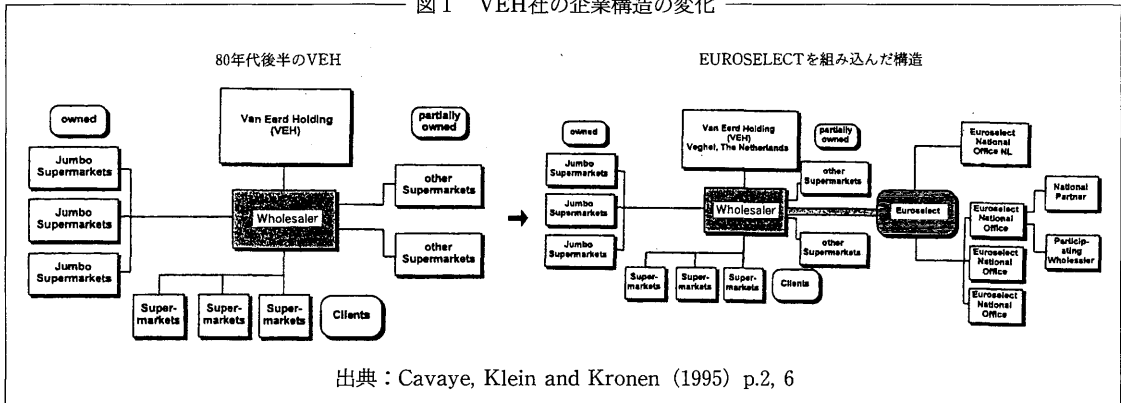 図1 VEH社の企業構造の変化
80年代後半のVEH
owned
Van Eerd Holding
(VEH)
partially
owned
Jumbo
Supermarkets
Jumbo
Supermarkets
Jumbo
Supermarkets
Wholesaler
other
Supermarkets
other
Supermarkets
Super-
markets
Super-
markets
Super-
markets
Clients
EUROSELECTを組み込んだ構造
owned
Van Eerd Holding
(VEH)
Veghel, The Netherlands
partially
owned
Jumbo
Supermarkets
Jumbo
Supermarkets
Jumbo
Supermarkets
Wholesaler
other
Supermarkets
other
Supermarkets
Super-
markets
Super-
markets
Super-
markets
Clients
Euroselect
Euroselect
National
Office NL
Euroselect
National
Office
Euroselect
National
Office
Euroselect
National
Office
National
Partner
Particip-
ating
Wholesaler
出典:Cavaye, Klein and Kronen (1995) p.2, 6